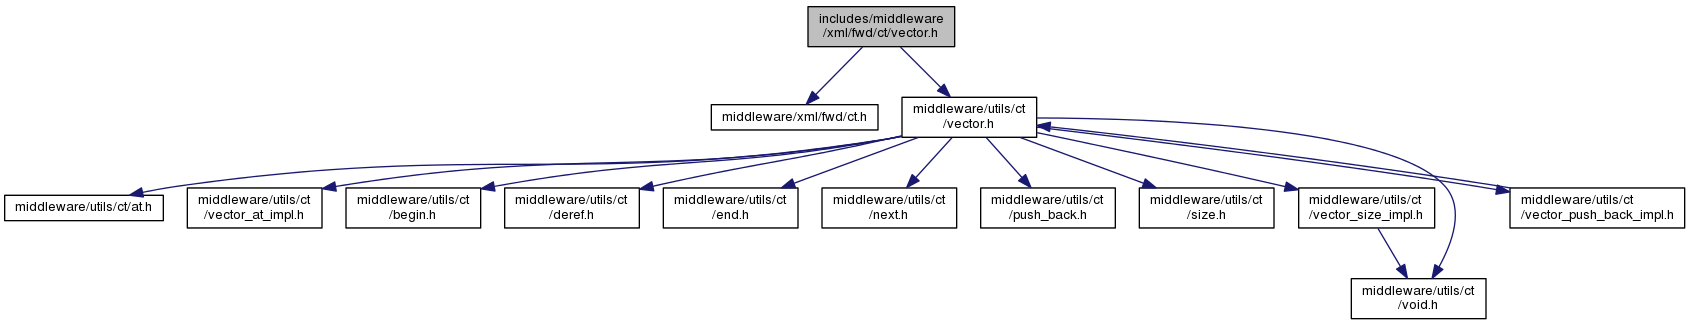 includes/middleware
/xml/fwd/ct/vector.h
middleware/xml/fwd/ct.h
middleware/utils/ct
/vector.h
middleware/utils/ct/at.h
middleware/utils/ct
/vector_at_impl.h
middleware/utils/ct
/begin.h
middleware/utils/ct
/deref.h
middleware/utils/ct
/end.h
middleware/utils/ct
/next.h
middleware/utils/ct
/push_back.h
middleware/utils/ct
/size.h
middleware/utils/ct
/vector_size_impl.h
middleware/utils/ct
/vector_push_back_impl.h
middleware/utils/ct
/void.h